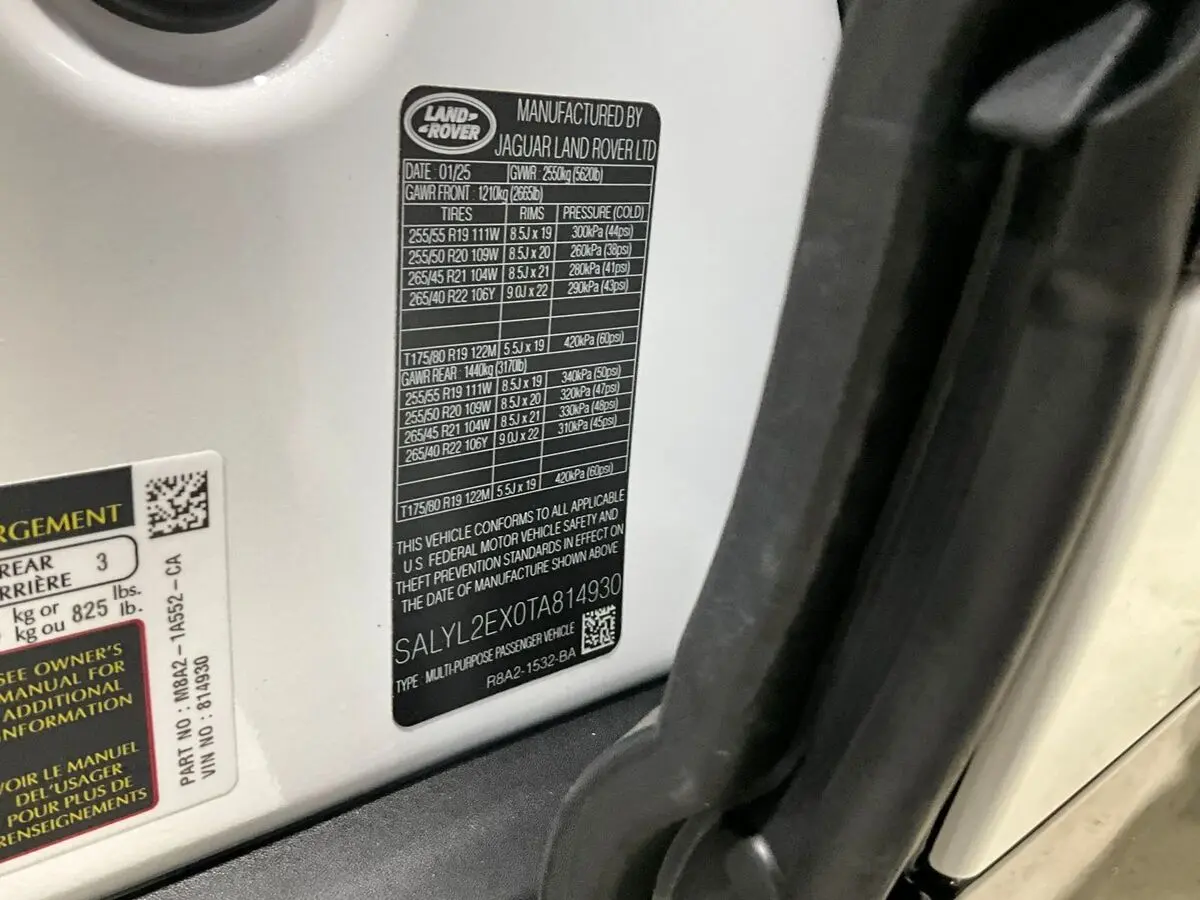 LAND-
-ROVER
MANUFACTURED BY
JAGUAR LAND ROVER LTD
DATE : 01/25 GVWR : 2550kg (5620lb)
GAWR FRONT : 1210kg (2665lb)
TIRES RIMS PRESSURE (COLD)
255/55 R19 111W 8.5J x 19 300kPa (44psi)
255/50 R20 109W 8.5J x 20 260kPa (38psi)
265/45 R21 104W 8.5J x 21 280kPa (41psi)
265/40 R22 106Y 9.0J x 22 290kPa (43psi)
T175/80 R19 122M 5.5J x 19 420kPa (60psi)
GAWR REAR : 1440kg (3170lb)
255/55 R19 111W 8.5J x 19 340kPa (50psi)
255/50 R20 109W 8.5J x 20 320kPa (47psi)
265/45 R21 104W 8.5J x 21 330kPa (48psi)
265/40 R22 106Y 9.0J x 22 310kPa (45psi)
T175/80 R19 122M 5.5J x 19 420kPa (60psi)
THIS VEHICLE CONFORMS TO ALL APPLICABLE
U.S. FEDERAL MOTOR VEHICLE SAFETY AND
THEFT PREVENTION STANDARDS IN EFFECT ON
THE DATE OF MANUFACTURE SHOWN ABOVE
SALYL2EX0TA814930
TYPE : MULTI-PURPOSE PASSENGER VEHICLE
R8A2-1532-BA
RGEMENT
REAR 3
RRIÈRE
kg or 825 lbs.
kg ou lb.
SEE OWNER'S
MANUAL FOR
ADDITIONAL
INFORMATION
VOIR LE MANUEL
DEL'USAGER
POUR PLUS DE
RENSEIGNEMENTS
PART NO : M8A2-1A552-CA
VIN NO : 814930